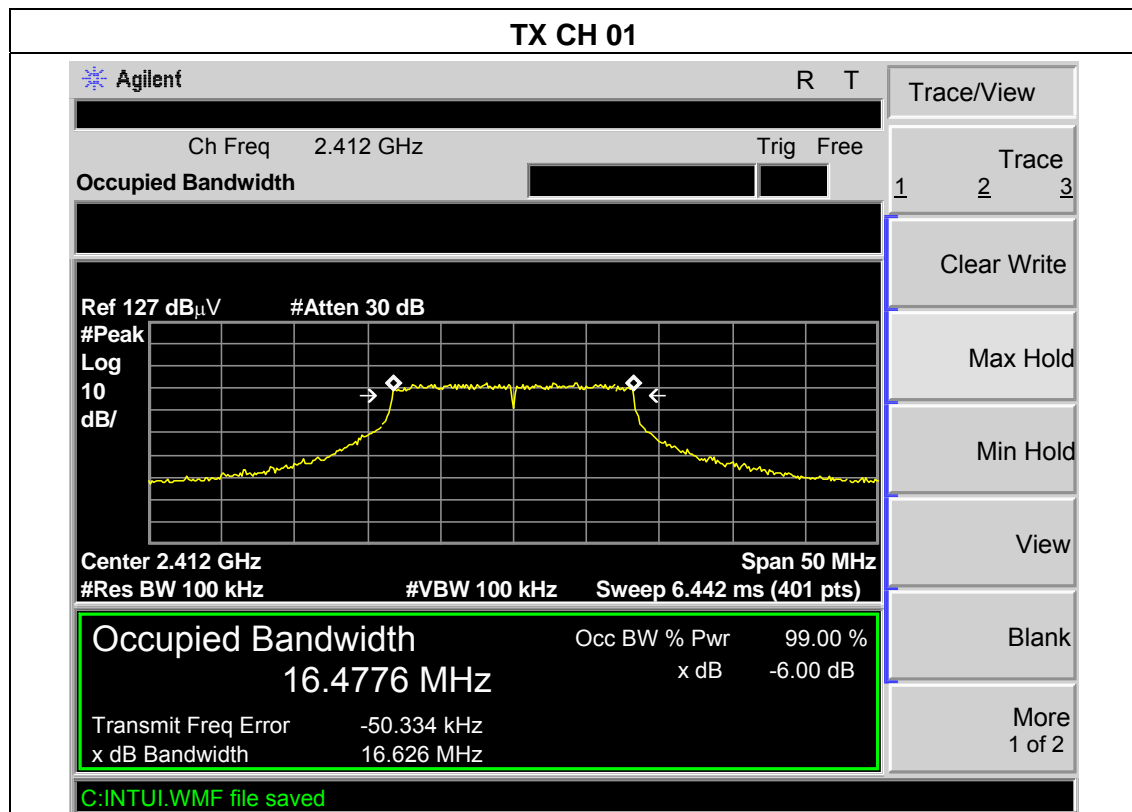 TX CH 01
Agilent R T
Trace/View
Ch Freq 2.412 GHz Trig Free
Occupied Bandwidth
Trace
1 2 3
Clear Write
Ref 127 dBµV #Atten 30 dB
#Peak
Log
10
dB/
Max Hold
Min Hold
View
Center 2.412 GHz Span 50 MHz
#Res BW 100 kHz #VBW 100 kHz Sweep 6.442 ms (401 pts)
Occupied Bandwidth Occ BW % Pwr 99.00 %
16.4776 MHz x dB -6.00 dB
Blank
Transmit Freq Error -50.334 kHz
x dB Bandwidth 16.626 MHz
More
1 of 2
C:INTUI.WMF file saved